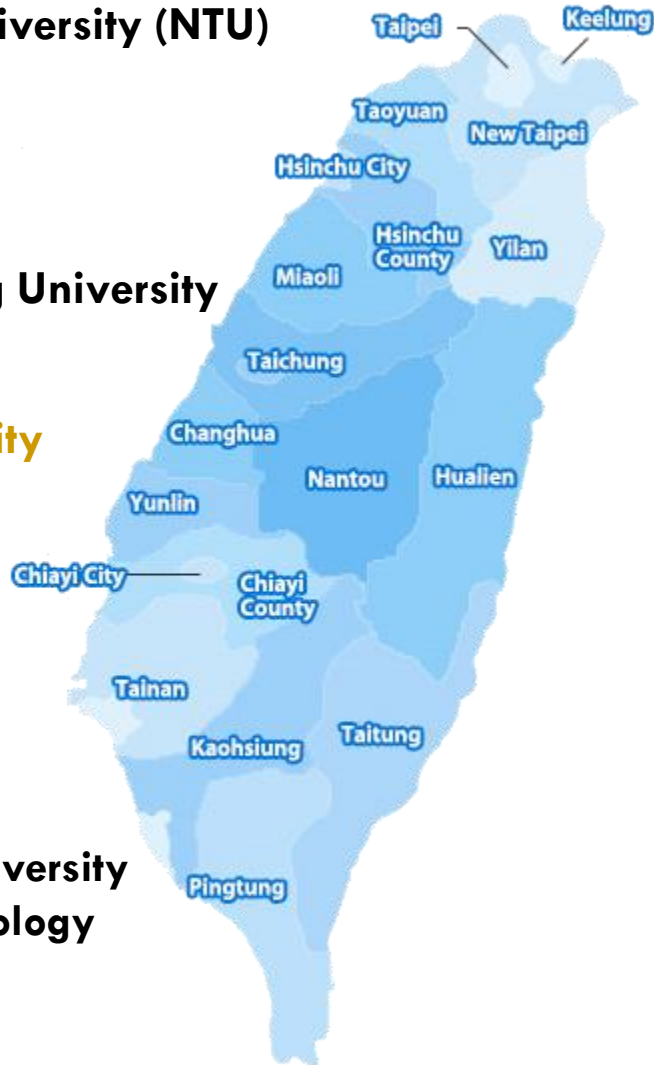 iversity (NTU)
Taipei
Keelung
Taoyuan
New Taipei
Hsinchu City
Hsinchu
County
Yilan
Miaoli
University
Taichung
ity
Changhua
Nantou
Hualien
Yunlin
Chiayi City
Chiayi
County
Tainan
Kaohsiung
Taitung
versity
Pingtung
ology